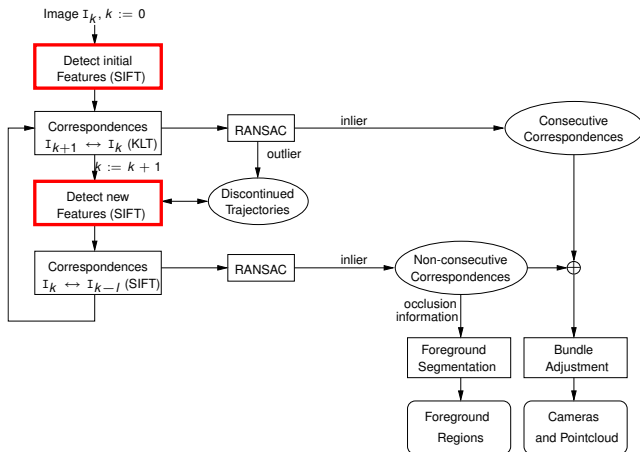 Image I_k, k := 0
Detect initial
Features (SIFT)
Correspondences
I_{k+1} ↔ I_k (KLT)
RANSAC
inlier
Consecutive
Correspondences
outlier
k := k + 1
Detect new
Features (SIFT)
Discontinued
Trajectories
Correspondences
I_k ↔ I_{k−l} (SIFT)
RANSAC
inlier
Non-consecutive
Correspondences
occlusion
information
Foreground
Segmentation
Bundle
Adjustment
Foreground
Regions
Cameras
and Pointcloud